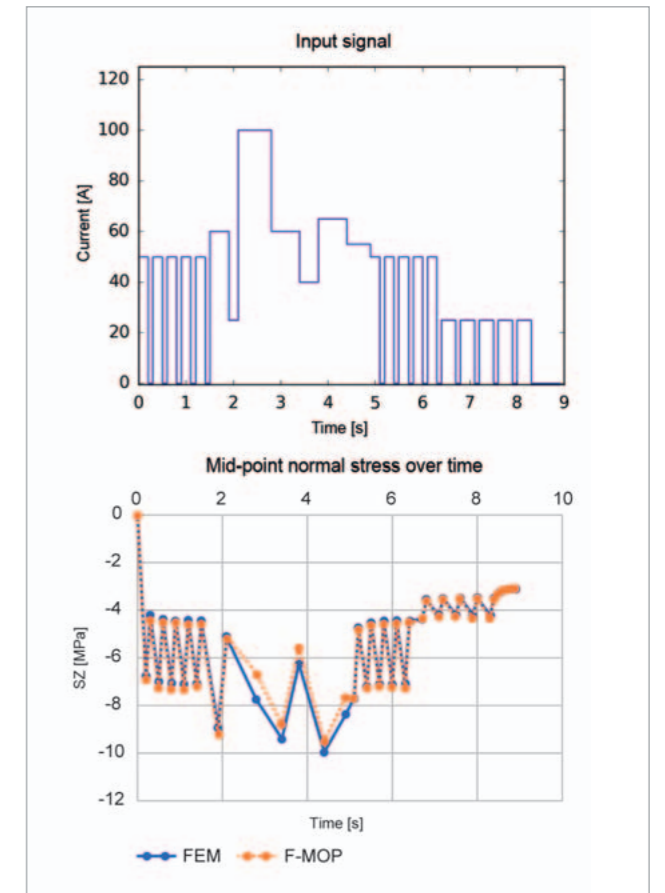 Input signal
120
100
80
60
40
20
0
Current [A]
0 1 2 3 4 5 6 7 8 9
Time [s]
Mid-point normal stress over time
0 2 4 6 8 10
0
-2
-4
-6
-8
-10
-12
SZ [MPa]
Time [s]
FEM F-MOP